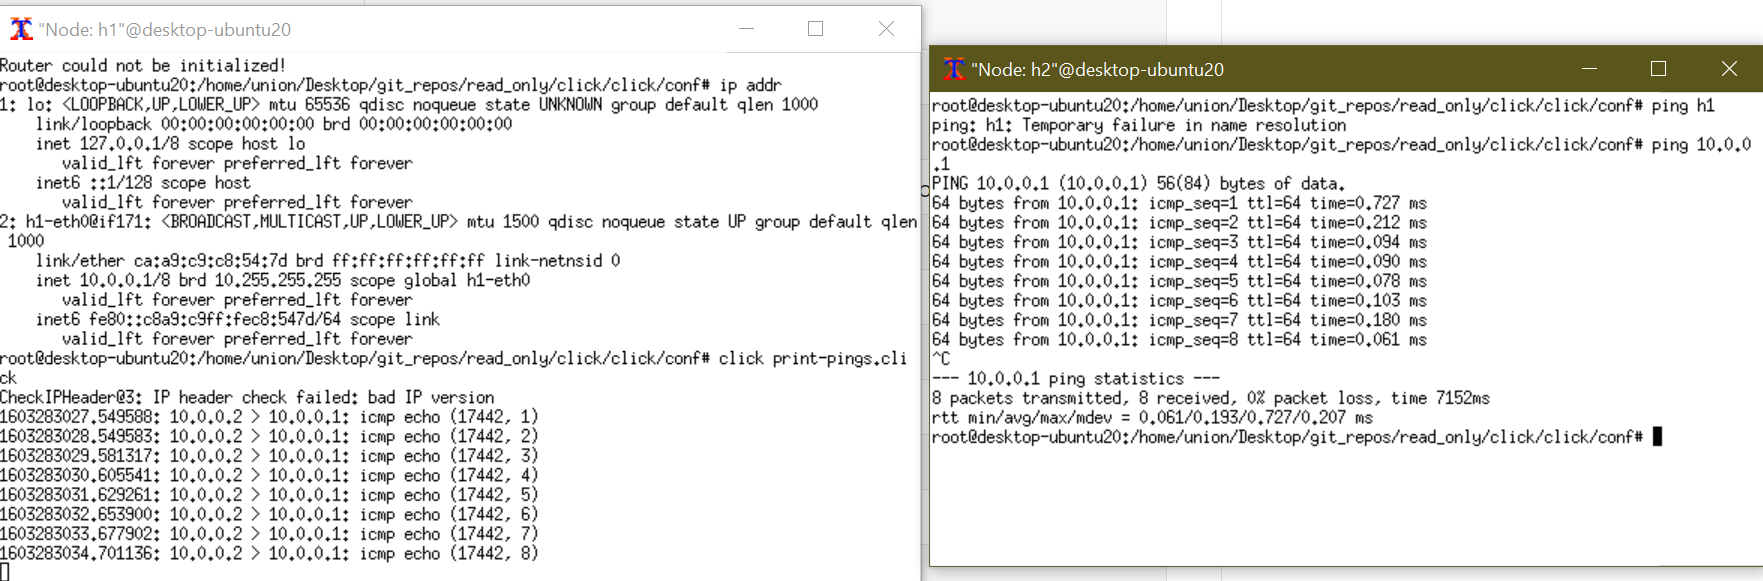 "Node: h1"@desktop-ubuntu20
Router could not be initialized!
root@desktop-ubuntu20:/home/union/Desktop/git_repos/read_only/click/click/conf# ip addr
1: lo: <LOOPBACK,UP,LOWER_UP> mtu 65536 qdisc noqueue state UNKNOWN group default qlen 1000
    link/loopback 00:00:00:00:00:00 brd 00:00:00:00:00:00
    inet 127.0.0.1/8 scope host lo
       valid_lft forever preferred_lft forever
    inet6 ::1/128 scope host
       valid_lft forever preferred_lft forever
2: h1-eth0@if171: <BROADCAST,MULTICAST,UP,LOWER_UP> mtu 1500 qdisc noqueue state UP group default qlen
 1000
    link/ether ca:a9:c9:c8:54:7d brd ff:ff:ff:ff:ff:ff link-netnsid 0
    inet 10.0.0.1/8 brd 10.255.255.255 scope global h1-eth0
       valid_lft forever preferred_lft forever
    inet6 fe80::c8a9:c9ff:fec8:547d/64 scope link
       valid_lft forever preferred_lft forever
root@desktop-ubuntu20:/home/union/Desktop/git_repos/read_only/click/click/conf# click print-pings.cli
ck
CheckIPHeader@3: IP header check failed: bad IP version
1603283027.549588: 10.0.0.2 > 10.0.0.1: icmp echo (17442, 1)
1603283028.549583: 10.0.0.2 > 10.0.0.1: icmp echo (17442, 2)
1603283029.581317: 10.0.0.2 > 10.0.0.1: icmp echo (17442, 3)
1603283030.605541: 10.0.0.2 > 10.0.0.1: icmp echo (17442, 4)
1603283031.629261: 10.0.0.2 > 10.0.0.1: icmp echo (17442, 5)
1603283032.653900: 10.0.0.2 > 10.0.0.1: icmp echo (17442, 6)
1603283033.677902: 10.0.0.2 > 10.0.0.1: icmp echo (17442, 7)
1603283034.701136: 10.0.0.2 > 10.0.0.1: icmp echo (17442, 8)
"Node: h2"@desktop-ubuntu20
root@desktop-ubuntu20:/home/union/Desktop/git_repos/read_only/click/click/conf# ping h1
ping: h1: Temporary failure in name resolution
root@desktop-ubuntu20:/home/union/Desktop/git_repos/read_only/click/click/conf# ping 10.0.0
.1
PING 10.0.0.1 (10.0.0.1) 56(84) bytes of data.
64 bytes from 10.0.0.1: icmp_seq=1 ttl=64 time=0.727 ms
64 bytes from 10.0.0.1: icmp_seq=2 ttl=64 time=0.212 ms
64 bytes from 10.0.0.1: icmp_seq=3 ttl=64 time=0.094 ms
64 bytes from 10.0.0.1: icmp_seq=4 ttl=64 time=0.090 ms
64 bytes from 10.0.0.1: icmp_seq=5 ttl=64 time=0.078 ms
64 bytes from 10.0.0.1: icmp_seq=6 ttl=64 time=0.103 ms
64 bytes from 10.0.0.1: icmp_seq=7 ttl=64 time=0.180 ms
64 bytes from 10.0.0.1: icmp_seq=8 ttl=64 time=0.061 ms
^C
--- 10.0.0.1 ping statistics ---
8 packets transmitted, 8 received, 0% packet loss, time 7152ms
rtt min/avg/max/mdev = 0.061/0.193/0.727/0.207 ms
root@desktop-ubuntu20:/home/union/Desktop/git_repos/read_only/click/click/conf#